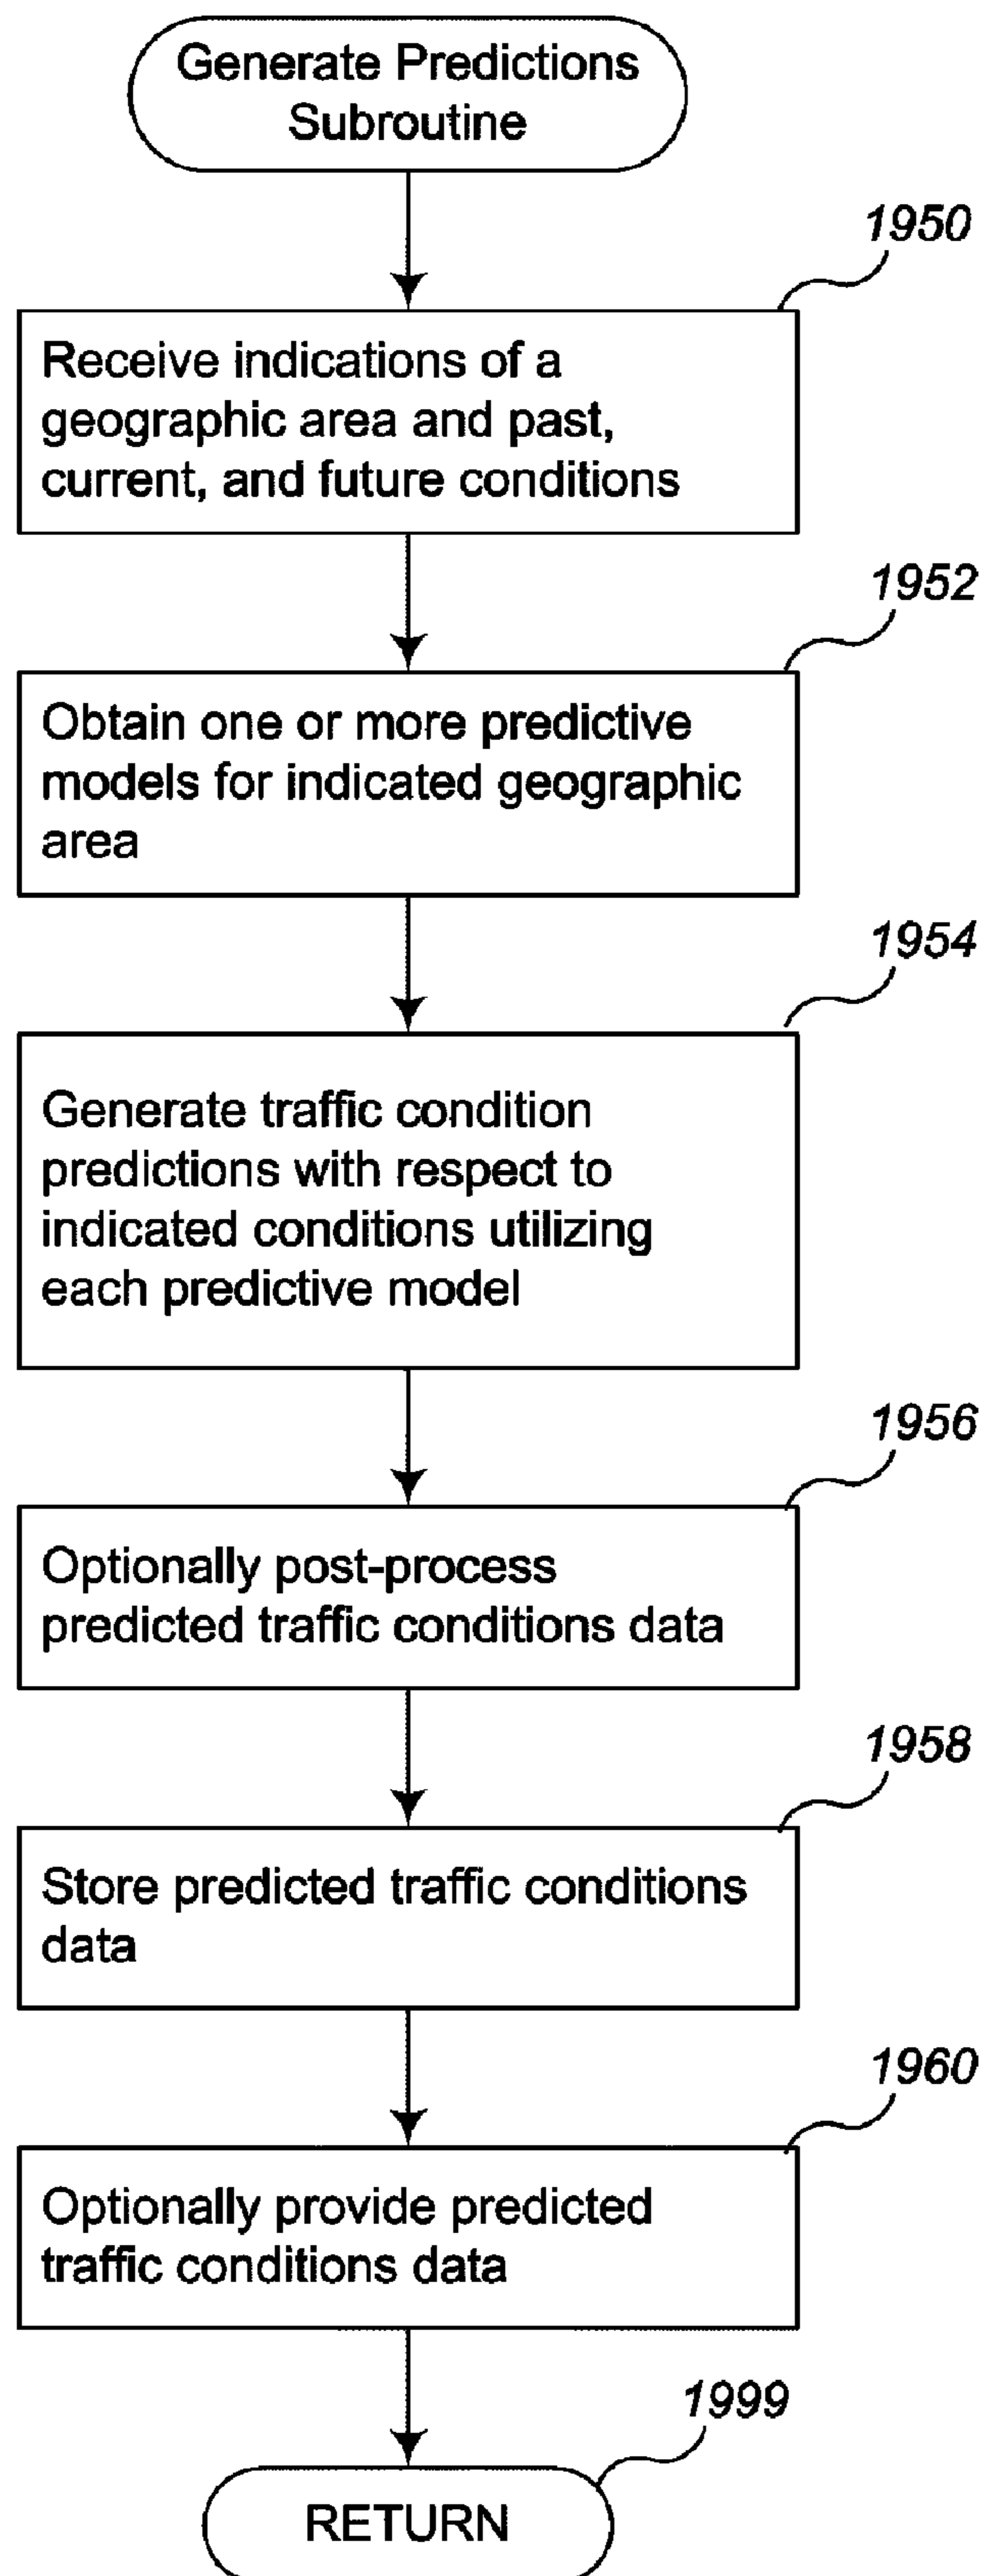 Generate Predictions
Subroutine
1950
Receive indications of a
geographic area and past,
current, and future conditions
1952
Obtain one or more predictive
models for indicated geographic
area
1954
Generate traffic condition
predictions with respect to
indicated conditions utilizing
each predictive model
1956
Optionally post-process
predicted traffic conditions data
1958
Store predicted traffic conditions
data
1960
Optionally provide predicted
traffic conditions data
1999
RETURN